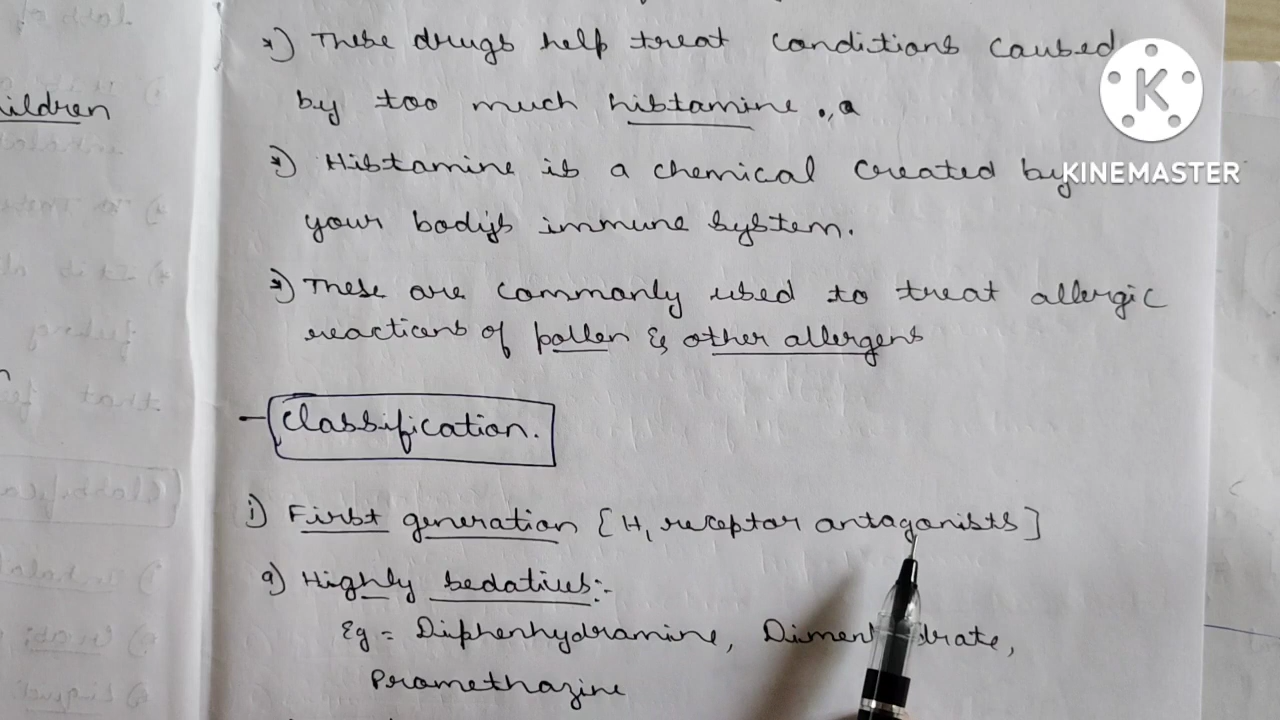 ildren
*) These drugs help treat conditions caused
by too much histamine ., a
*) Histamine is a chemical created by
your body's immune system.
*) These are commonly used to treat allergic
reactions of pollen & other allergens
- Classification.
i) First generation [H1 receptor antagonists]
a) Highly sedatives:-
Eg = Diphenhydramine,
Promethazine
K
KINEMASTER